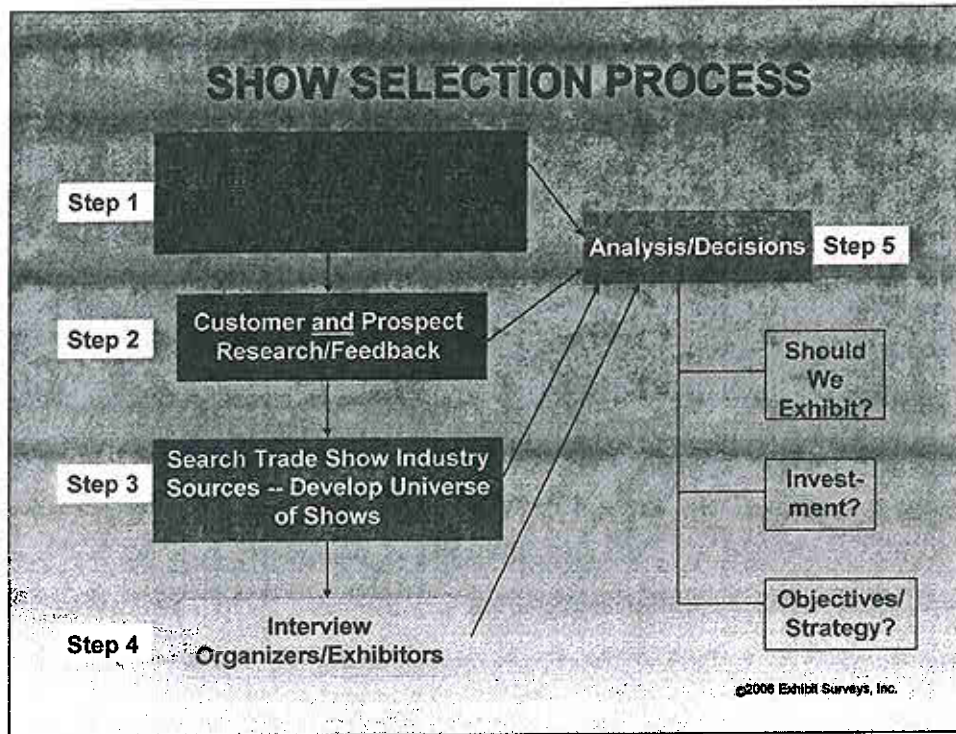 SHOW SELECTION PROCESS
Step 1
Analysis/Decisions
Step 5
Step 2
Customer and Prospect
Research/Feedback
Should
We
Exhibit?
Step 3
Search Trade Show Industry
Sources -- Develop Universe
of Shows
Invest-
ment?
Step 4
Interview
Organizers/Exhibitors
Objectives/
Strategy?
©2006 Exhibit Surveys, Inc.